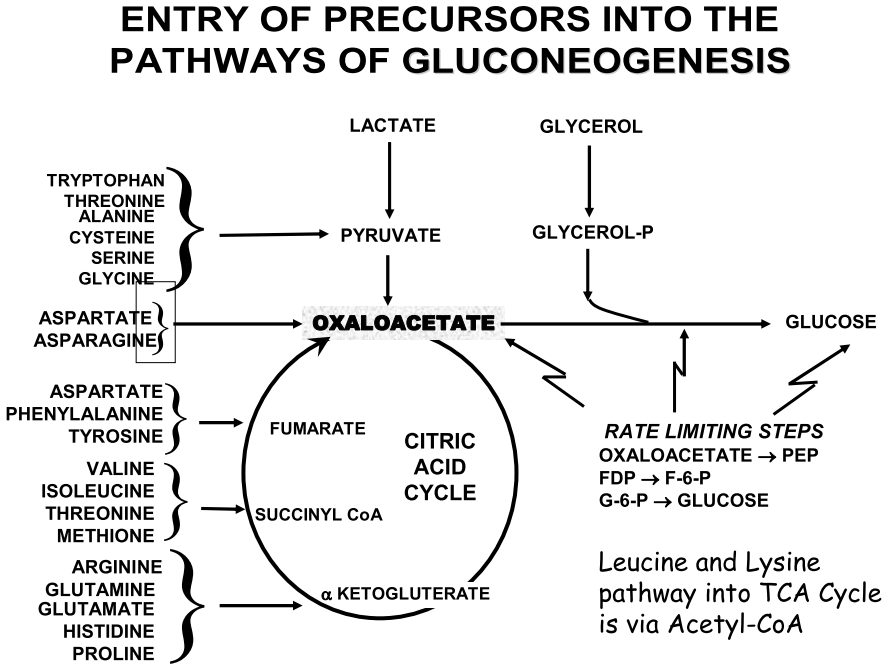 ENTRY OF PRECURSORS INTO THE
PATHWAYS OF GLUCONEOGENESIS
LACTATE
GLYCEROL
TRYPTOPHAN
THREONINE
ALANINE
CYSTEINE
SERINE
GLYCINE
PYRUVATE
GLYCEROL-P
ASPARTATE
ASPARAGINE
OXALOACETATE
GLUCOSE
ASPARTATE
PHENYLALANINE
TYROSINE
FUMARATE
CITRIC
ACID
CYCLE
RATE LIMITING STEPS
OXALOACETATE → PEP
FDP → F-6-P
G-6-P → GLUCOSE
VALINE
ISOLEUCINE
THREONINE
METHIONE
SUCCINYL CoA
ARGININE
GLUTAMINE
GLUTAMATE
HISTIDINE
PROLINE
α KETOGLUTERATE
Leucine and Lysine
pathway into TCA Cycle
is via Acetyl-CoA